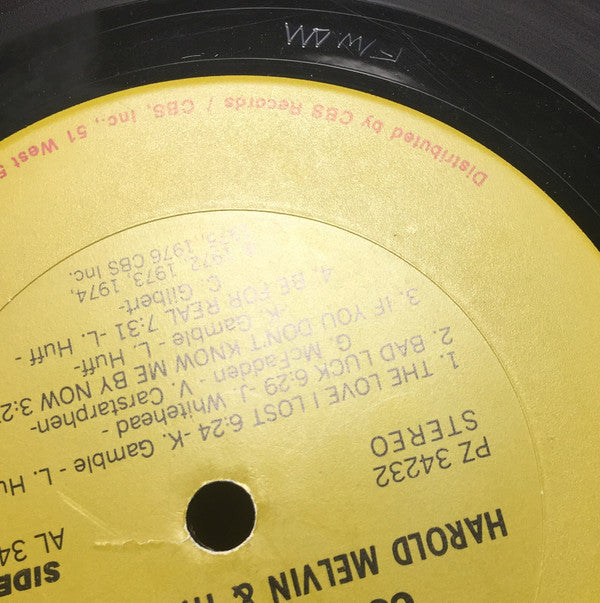 CO
HAROLD MELVIN & TH
SIDE
AL 34
PZ 34232
STEREO
1. THE LOVE I LOST 6:24 -K. Gamble - L. Hu
2. BAD LUCK 6:29 -J. Whitehead -
G. McFadden - V. Carstarphen-
3. IF YOU DON'T KNOW ME BY NOW 3:2
-K. Gamble - L. Huff-
4. BE FOR REAL 7:31 -L. Huff -
C. Gilbert-
1972, 1973, 1974,
1975, 1976 CBS Inc.
Distributed by CBS Records / CBS, Inc., 51 West 5